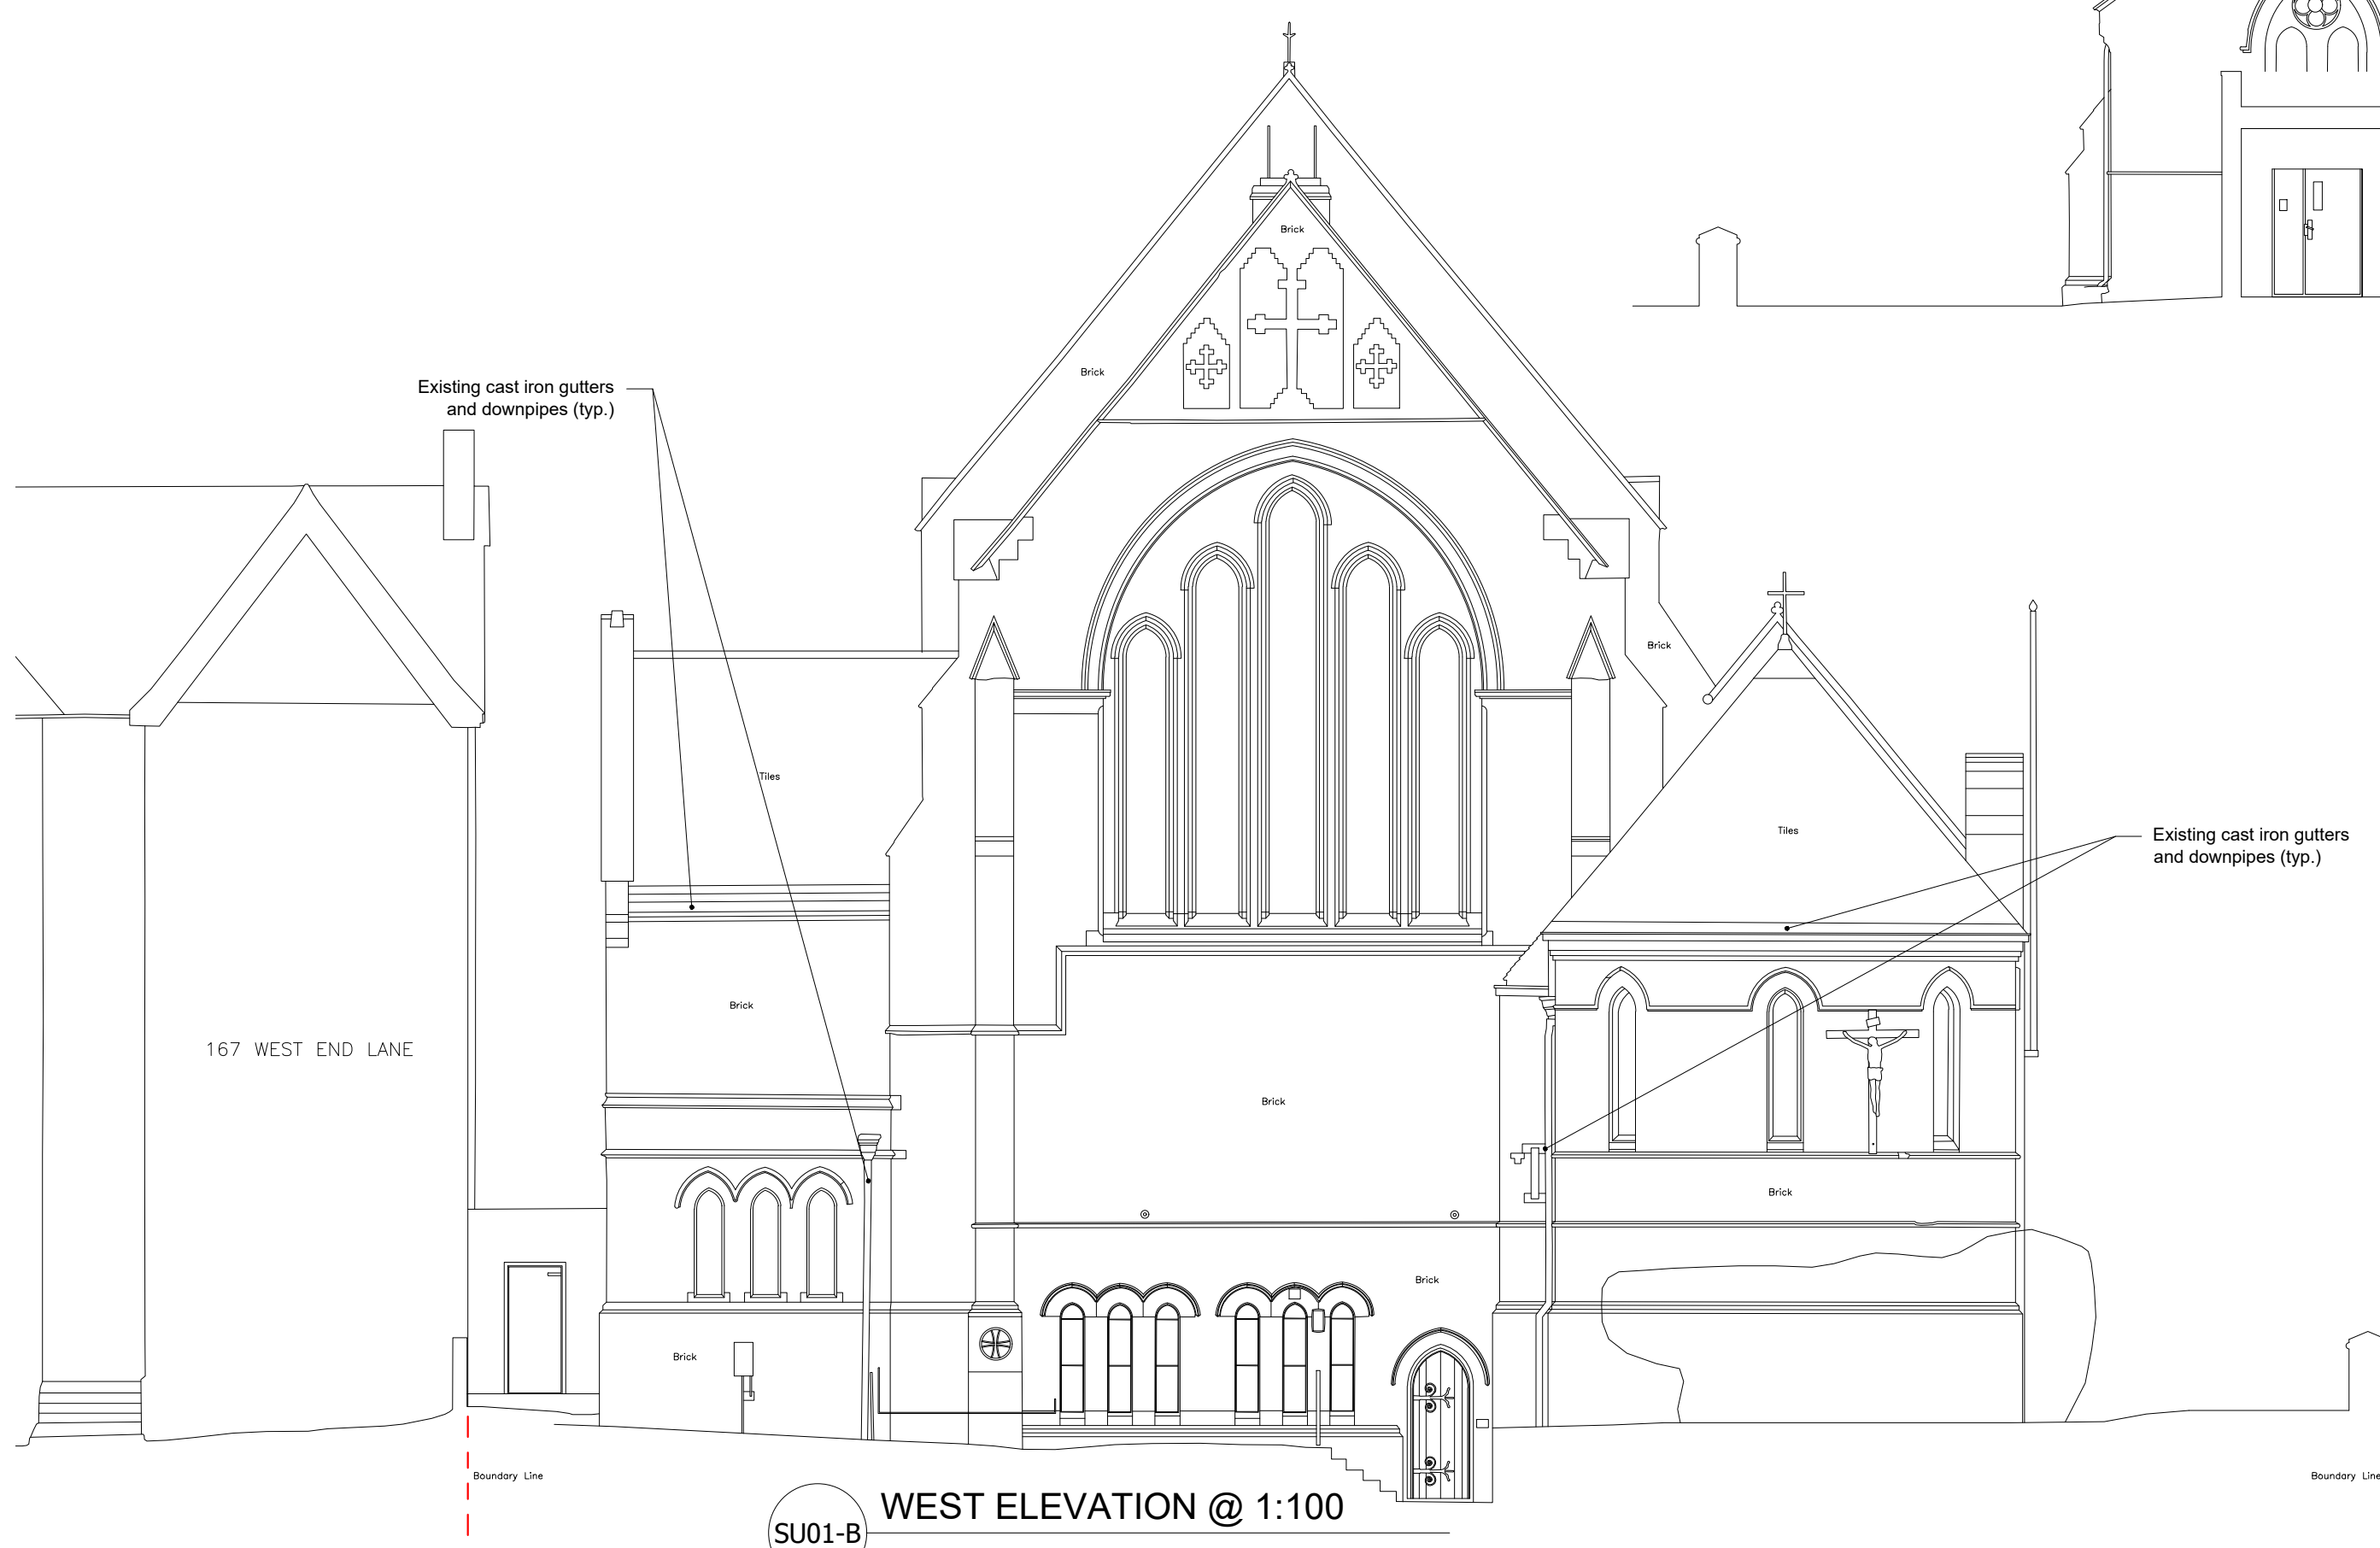 Brick
Brick
Existing cast iron gutters
and downpipes (typ.)
Brick
Tiles
Tiles
Existing cast iron gutters
and downpipes (typ.)
Brick
167 WEST END LANE
Brick
Brick
Brick
Brick
Boundary Line
Boundary Line
WEST ELEVATION @ 1:100
SU01-B